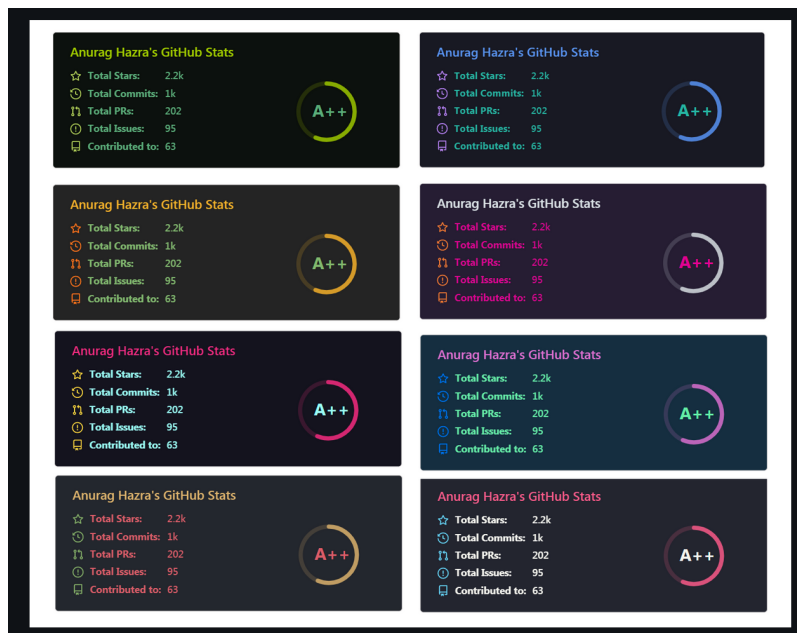 Anurag Hazra's GitHub Stats
Total Stars: 2.2k
Total Commits: 1k
Total PRs: 202
Total Issues: 95
Contributed to: 63
A++
Anurag Hazra's GitHub Stats
Total Stars: 2.2k
Total Commits: 1k
Total PRs: 202
Total Issues: 95
Contributed to: 63
A++
Anurag Hazra's GitHub Stats
Total Stars: 2.2k
Total Commits: 1k
Total PRs: 202
Total Issues: 95
Contributed to: 63
A++
Anurag Hazra's GitHub Stats
Total Stars: 2.2k
Total Commits: 1k
Total PRs: 202
Total Issues: 95
Contributed to: 63
A++
Anurag Hazra's GitHub Stats
Total Stars: 2.2k
Total Commits: 1k
Total PRs: 202
Total Issues: 95
Contributed to: 63
A++
Anurag Hazra's GitHub Stats
Total Stars: 2.2k
Total Commits: 1k
Total PRs: 202
Total Issues: 95
Contributed to: 63
A++
Anurag Hazra's GitHub Stats
Total Stars: 2.2k
Total Commits: 1k
Total PRs: 202
Total Issues: 95
Contributed to: 63
A++
Anurag Hazra's GitHub Stats
Total Stars: 2.2k
Total Commits: 1k
Total PRs: 202
Total Issues: 95
Contributed to: 63
A++